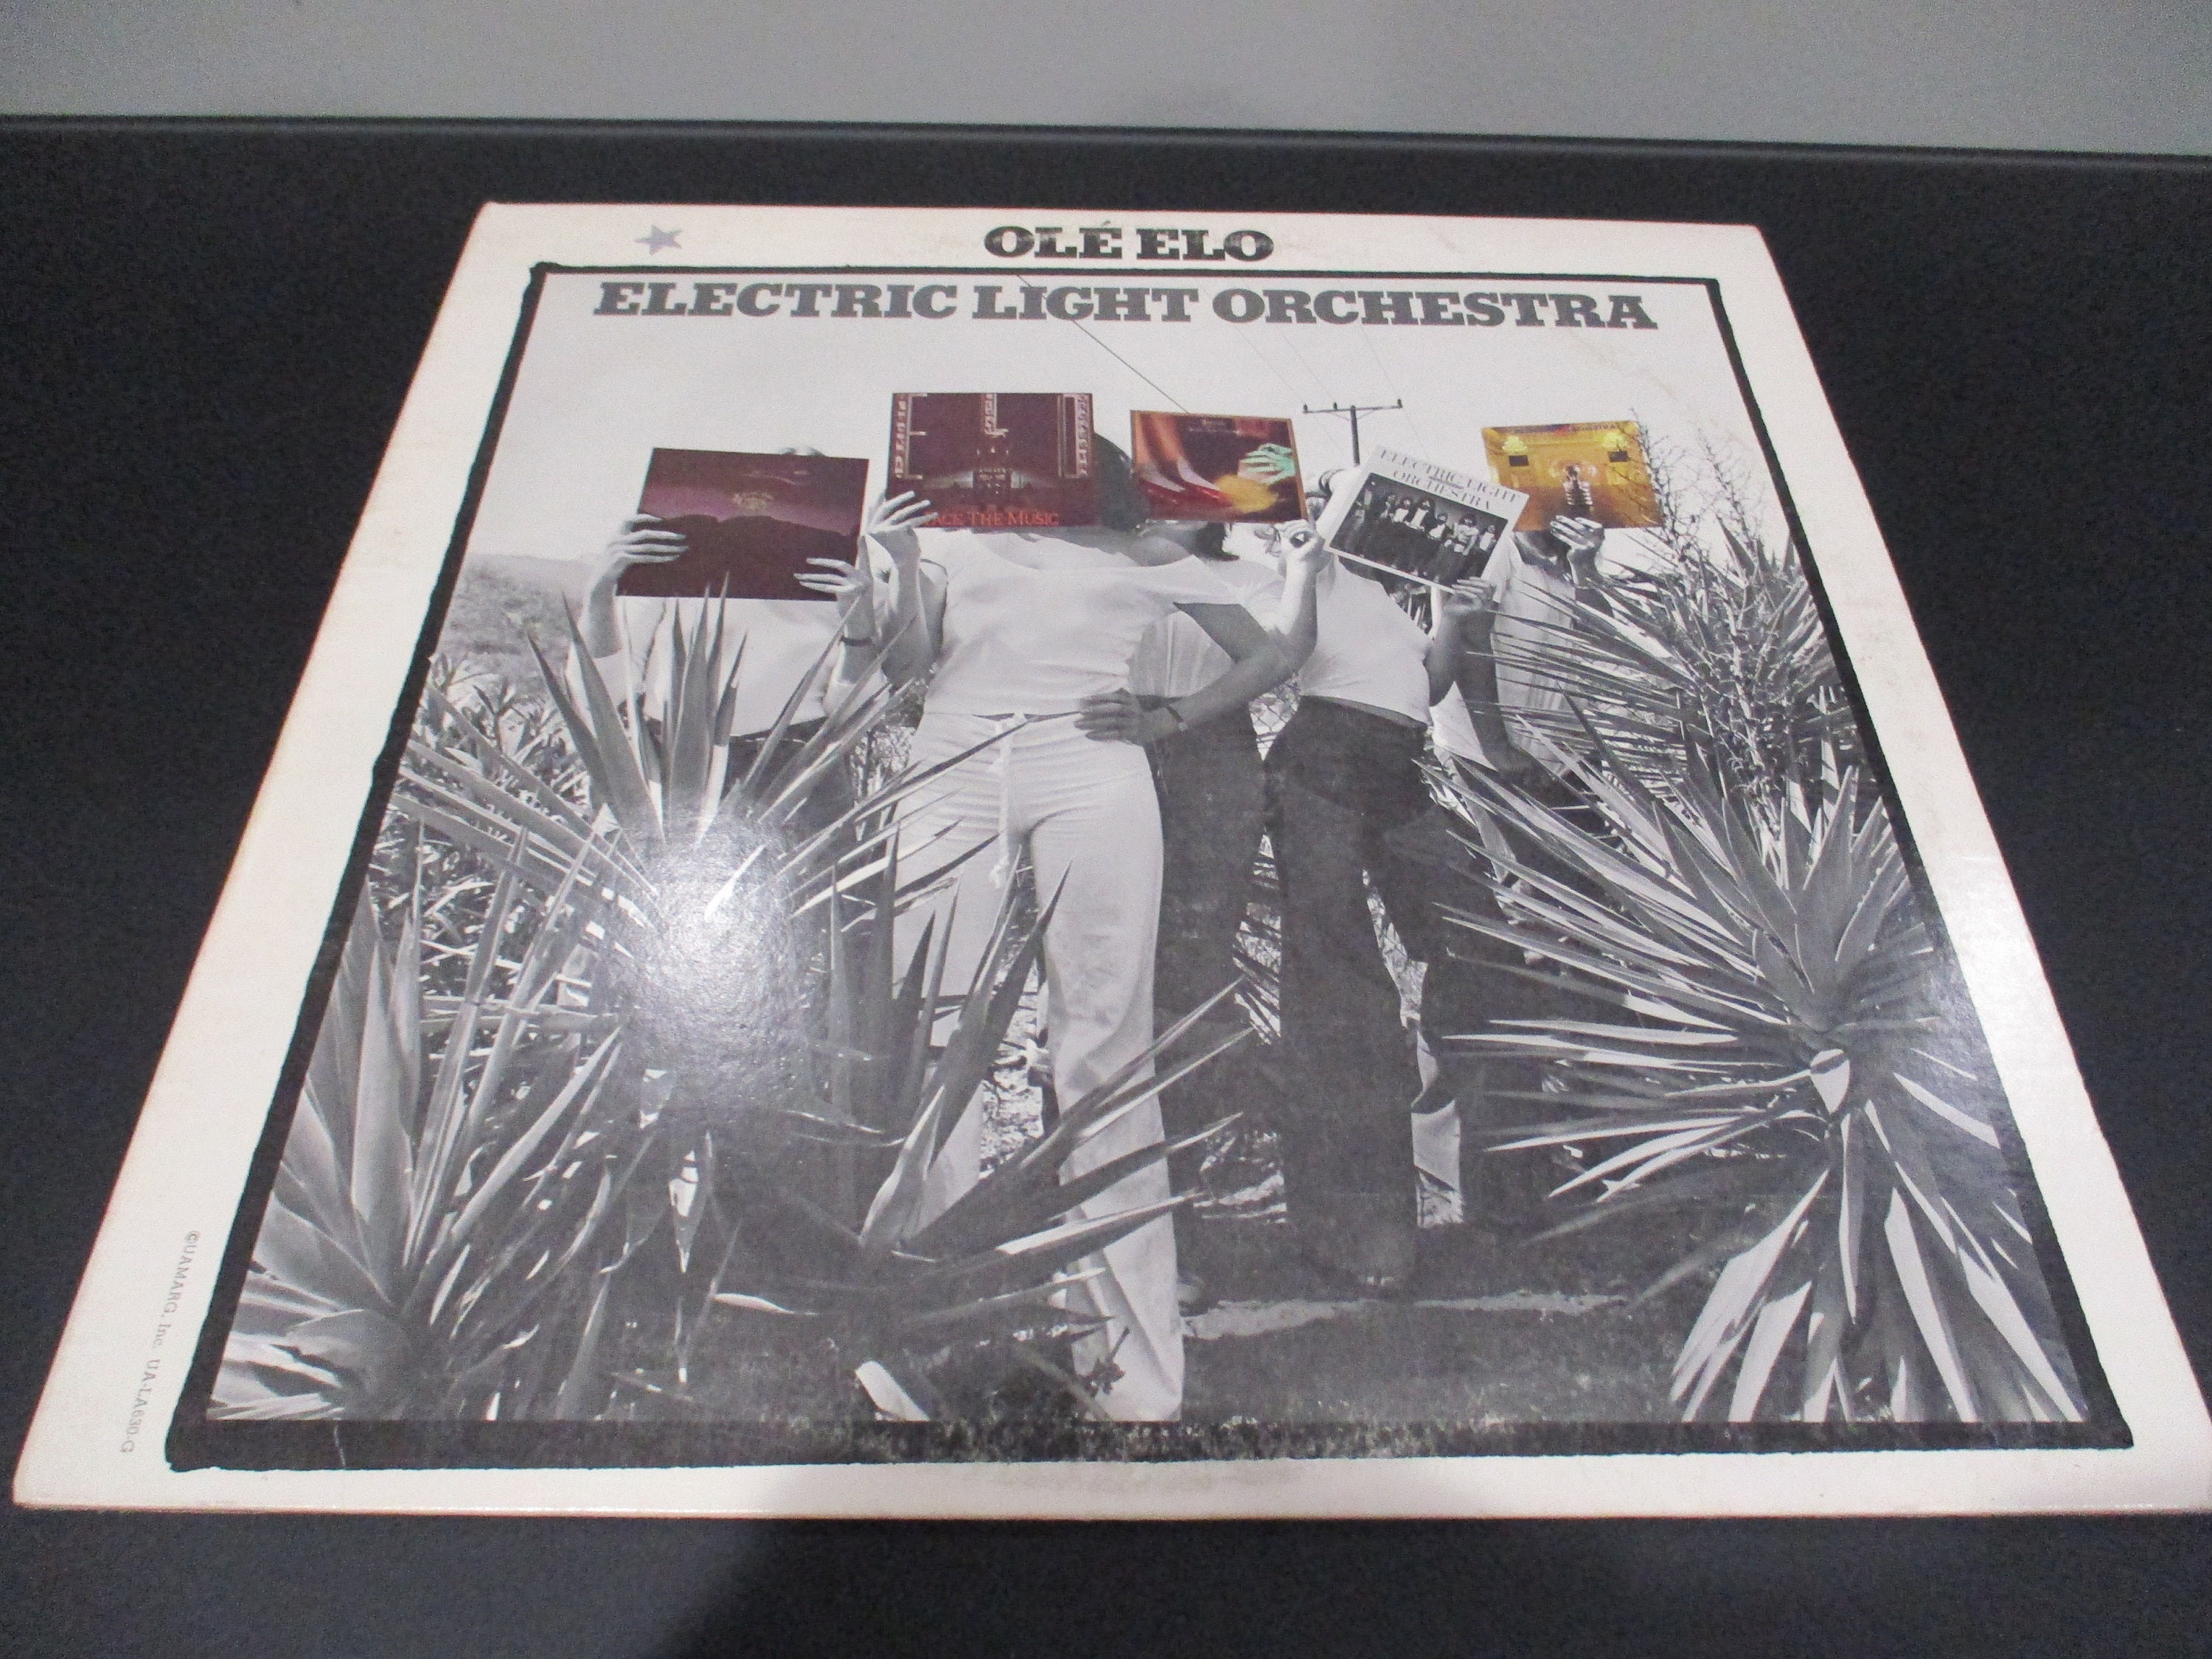 OLÉ ELO
ELECTRIC LIGHT ORCHESTRA
FACE THE MUSIC
ELECTRIC LIGHT
ORCHESTRA
©UAMARG, Inc. UA-LA630-G